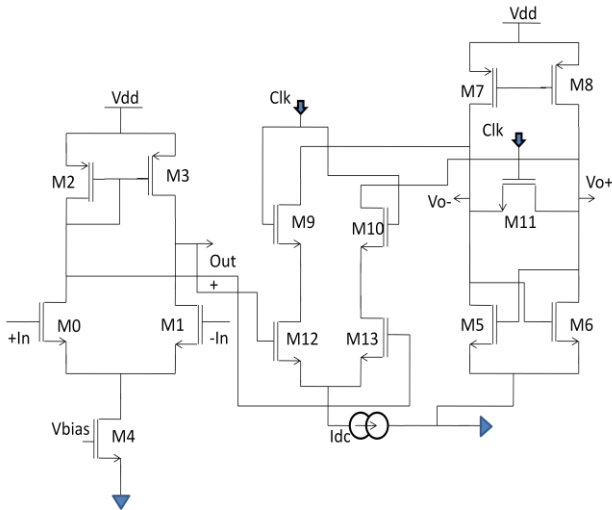 Vdd
M7
M8
Clk
Clk
Vdd
M2
M3
M9
M10
Vo-
Vo+
M11
Out
+
M0
M1
+In
-In
M12
M13
M5
M6
Vbias
M4
Idc